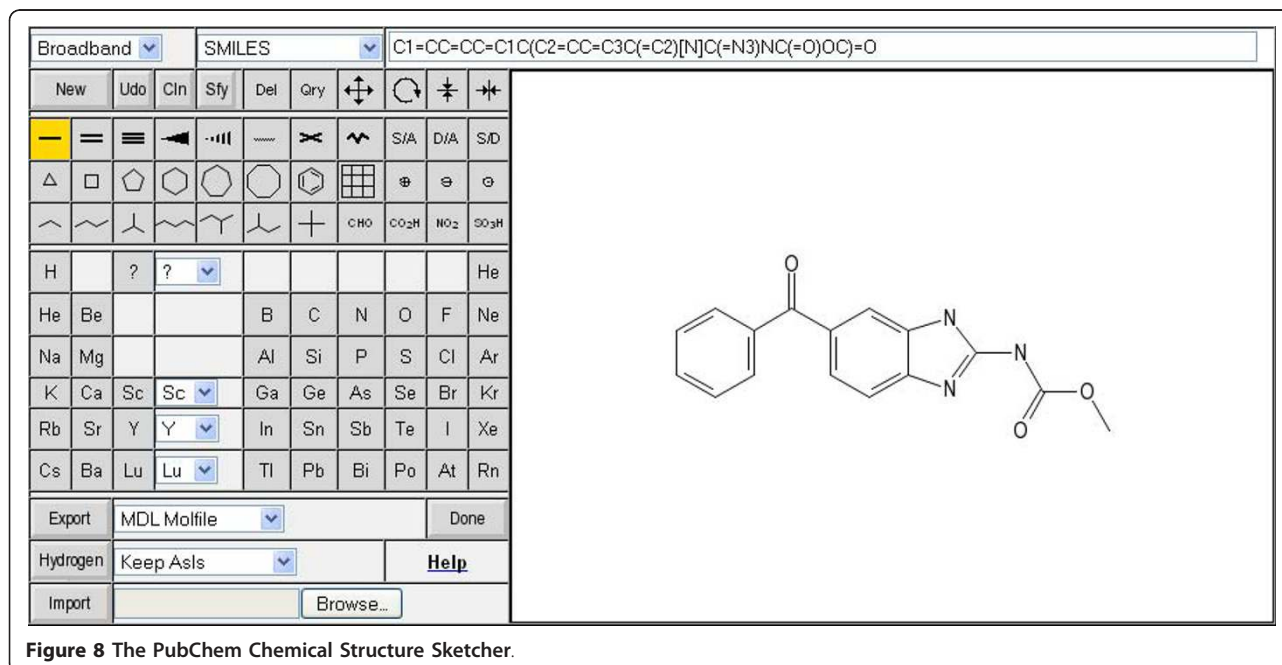 Broadband SMILES C1=CC=CC=C1C(C2=CC=C3C(=C2)[N]C(=N3)NC(=O)OC)=O
New Udo Cln Sfy Del Qry
S/A D/A S/D
CHO CO2H NO2 SO3H
H ? ? He
He Be B C N O F Ne
Na Mg Al Si P S Cl Ar
K Ca Sc Sc Ga Ge As Se Br Kr
Rb Sr Y Y In Sn Sb Te I Xe
Cs Ba Lu Lu Tl Pb Bi Po At Rn
Export MDL Molfile Done
Hydrogen Keep AsIs Help
Import Browse...
O
N
N
N
O
O
Figure 8 The PubChem Chemical Structure Sketcher.